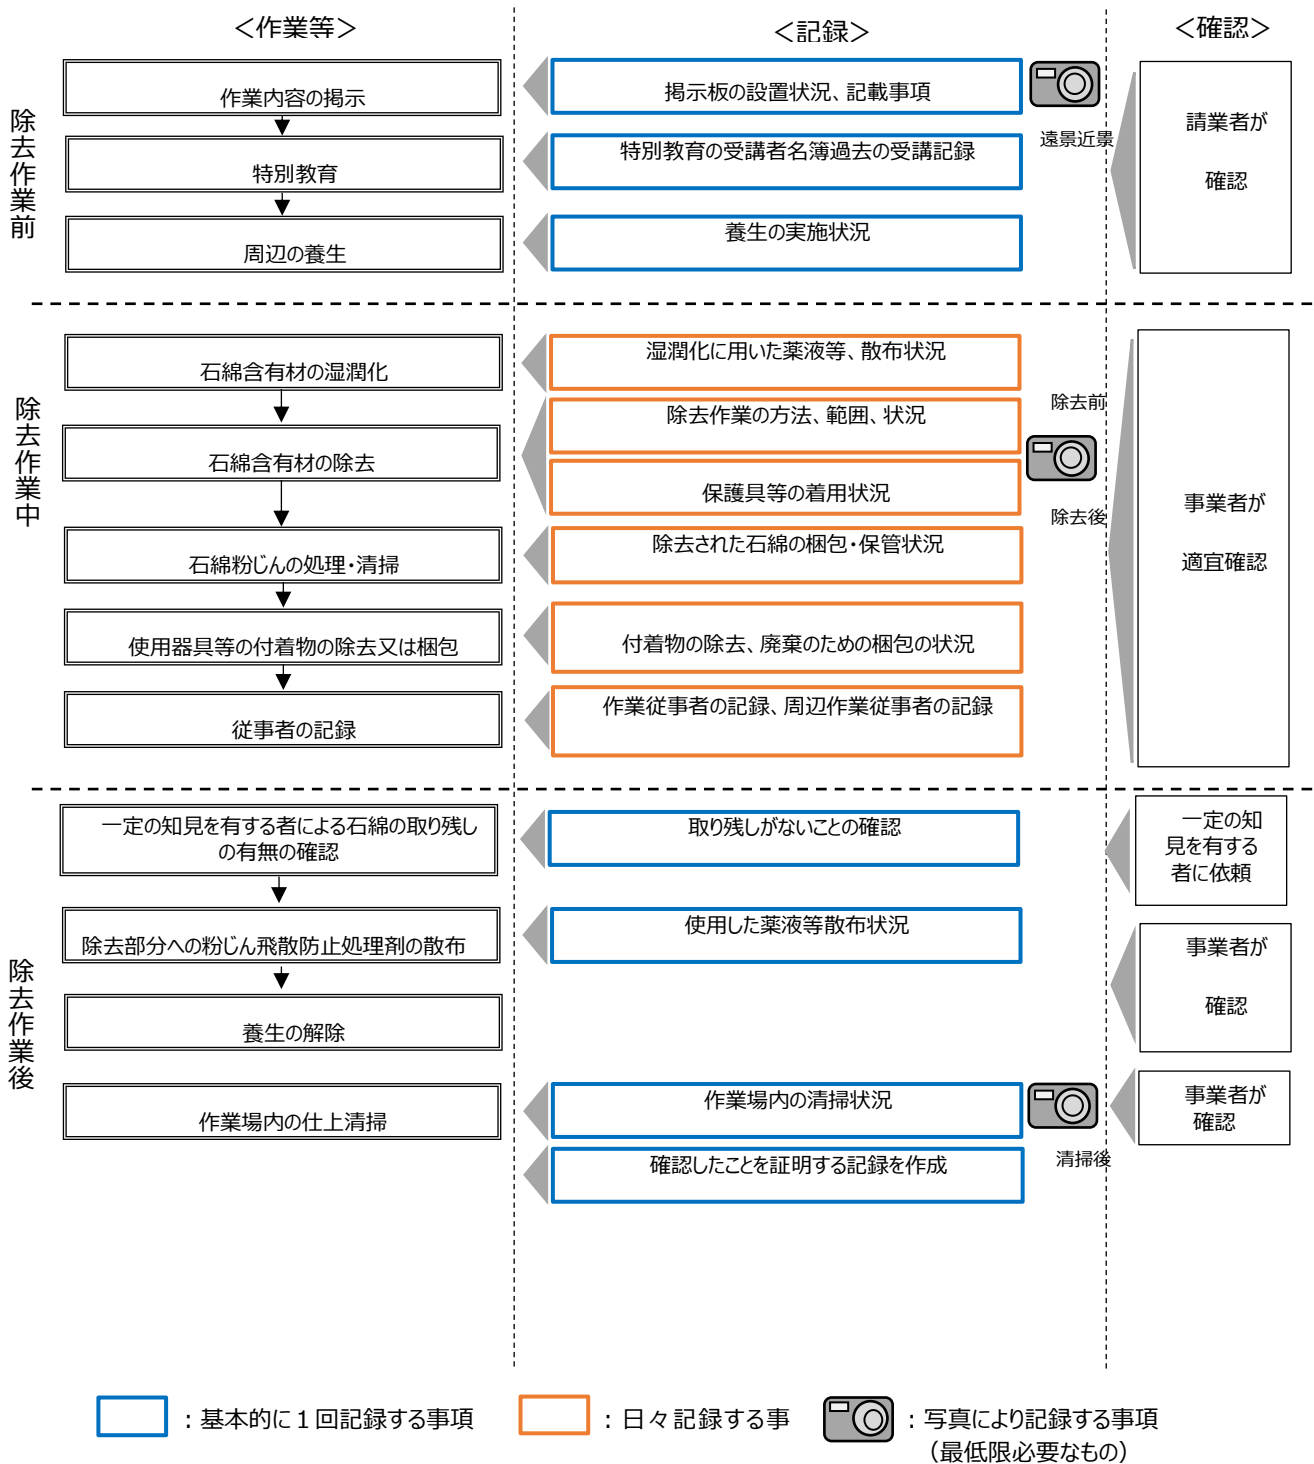 ＜作業等＞
＜記録＞
＜確認＞
除去作業前
作業内容の掲示
掲示板の設置状況、記載事項
遠景近景
請業者が
確認
特別教育
特別教育の受講者名簿過去の受講記録
周辺の養生
養生の実施状況
除去作業中
石綿含有材の湿潤化
湿潤化に用いた薬液等、散布状況
石綿含有材の除去
除去作業の方法、範囲、状況
保護具等の着用状況
除去前
除去後
事業者が
適宜確認
石綿粉じんの処理・清掃
除去された石綿の梱包・保管状況
使用器具等の付着物の除去又は梱包
付着物の除去、廃棄のための梱包の状況
従事者の記録
作業従事者の記録、周辺作業従事者の記録
除去作業後
一定の知見を有する者による石綿の取り残し
の有無の確認
取り残しがないことの確認
一定の知
見を有する
者に依頼
除去部分への粉じん飛散防止処理剤の散布
使用した薬液等散布状況
事業者が
確認
養生の解除
作業場内の仕上清掃
作業場内の清掃状況
清掃後
事業者が
確認
確認したことを証明する記録を作成
：基本的に１回記録する事項
：日々記録する事
：写真により記録する事項
（最低限必要なもの）